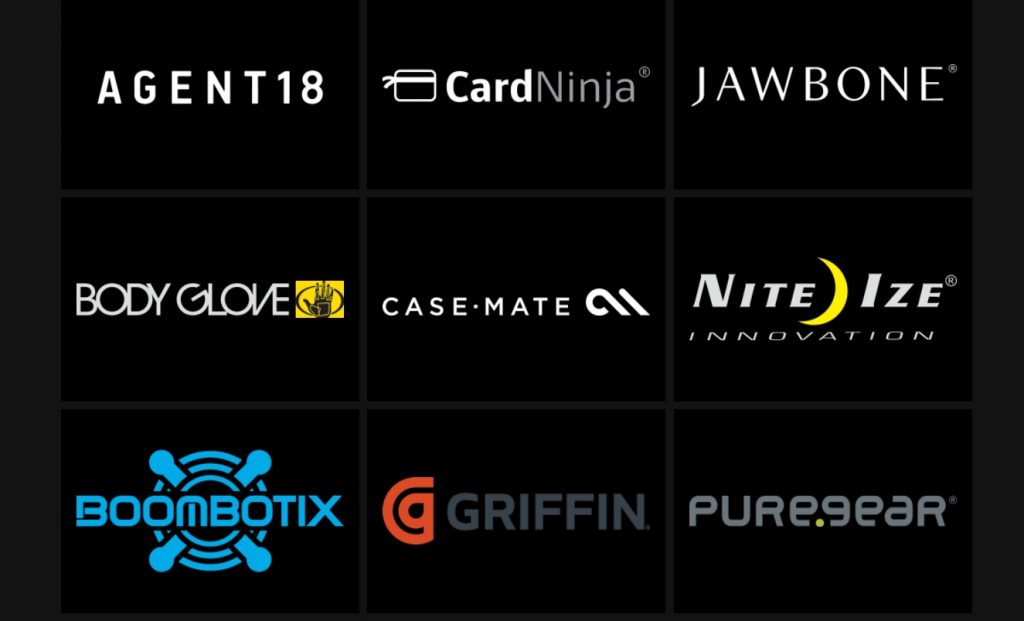 AGENT18
CardNinja®
JAWBONE®
BODY GLOVE
CASE·MATE
NITE IZE®
INNOVATION
BOOMBOTIX
GRIFFIN.
PUREGEAR®